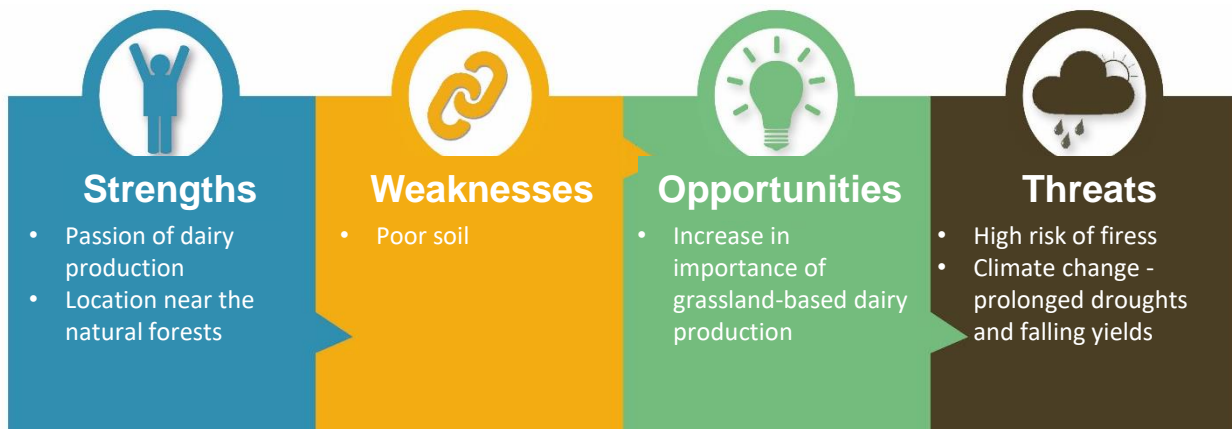 Strengths
• Passion of dairy
production
• Location near the
natural forests
Weaknesses
• Poor soil
Opportunities
• Increase in
importance of
grassland-based dairy
production
Threats
• High risk of firess
• Climate change -
prolonged droughts
and falling yields